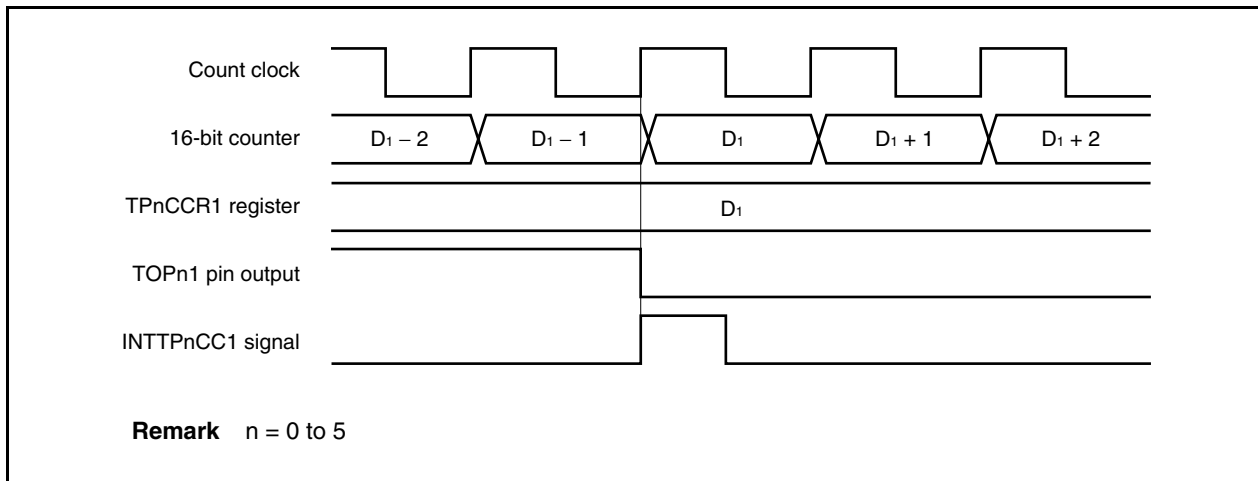 Count clock
16-bit counter
D₁ − 2
D₁ − 1
D₁
D₁ + 1
D₁ + 2
TPnCCR1 register
D₁
TOPn1 pin output
INTTPnCC1 signal
Remark n = 0 to 5